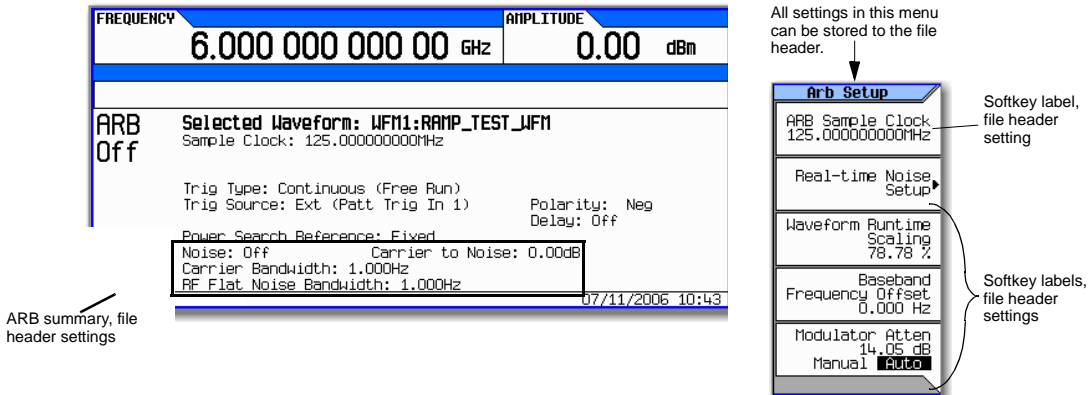 FREQUENCY
AMPLITUDE
6.000 000 000 00 GHz
0.00 dBm
ARB
Off
Selected Waveform: WFM1:RAMP_TEST_WFM
Sample Clock: 125.000000000MHz
Trig Type: Continuous (Free Run)
Trig Source: Ext (Patt Trig In 1) Polarity: Neg
Delay: Off
Power Search Reference: Fixed
Noise: Off Carrier to Noise: 0.00dB
Carrier Bandwidth: 1.000Hz
RF Flat Noise Bandwidth: 1.000Hz
07/11/2006 10:43
ARB summary, file
header settings
All settings in this menu
can be stored to the file
header.
Arb Setup
ARB Sample Clock
125.000000000MHz
Real-time Noise
Setup
Waveform Runtime
Scaling
78.78 %
Baseband
Frequency Offset
0.000 Hz
Modulator Atten
14.05 dB
Manual Auto
Softkey label,
file header
setting
Softkey labels,
file header
settings